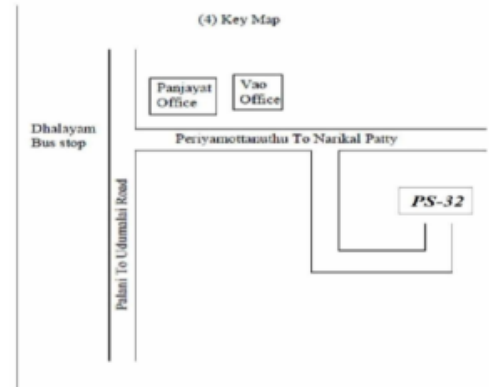 (4) Key Map
Panjayat
Office
Vao
Office
Dhalayam
Bus stop
Periyamottanuthu To Narikal Patty
PS-32
Palani To Udumalai Road